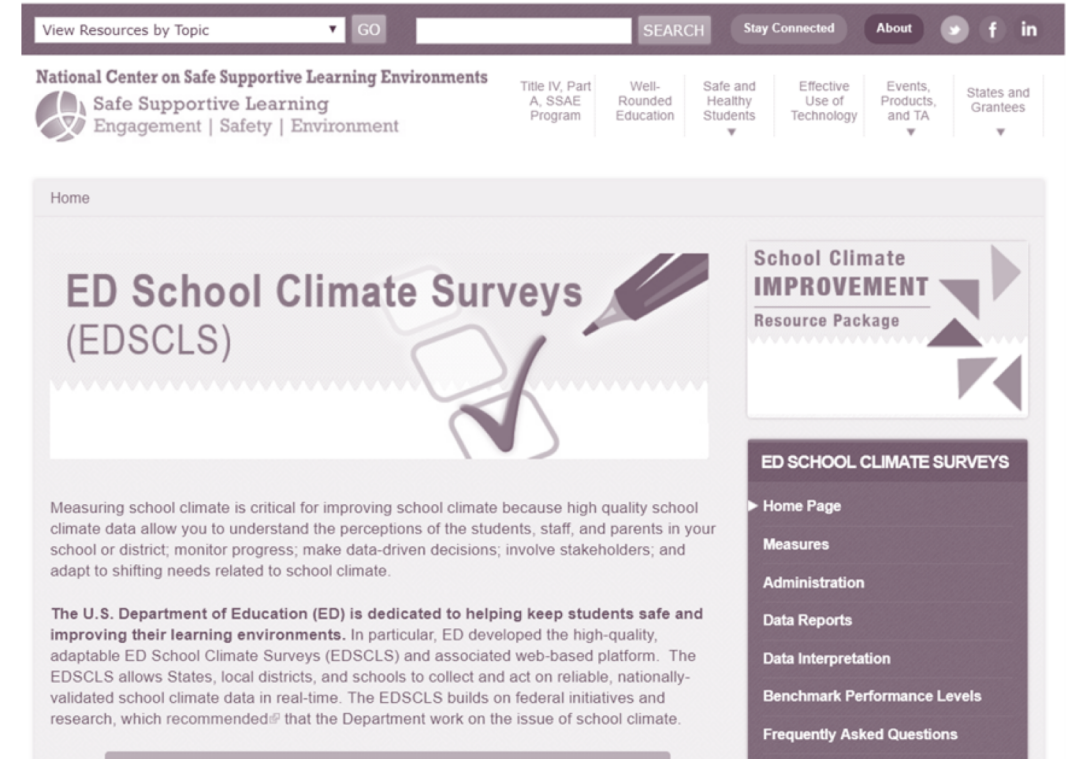 View Resources by Topic
GO
SEARCH
Stay Connected
About
National Center on Safe Supportive Learning Environments
Safe Supportive Learning
Engagement | Safety | Environment
Title IV, Part
A, SSAE
Program
Well-
Rounded
Education
Safe and
Healthy
Students
Effective
Use of
Technology
Events,
Products,
and TA
States and
Grantees
Home
ED School Climate Surveys
(EDSCLS)
Measuring school climate is critical for improving school climate because high quality school
climate data allow you to understand the perceptions of the students, staff, and parents in your
school or district; monitor progress; make data-driven decisions; involve stakeholders; and
adapt to shifting needs related to school climate.
The U.S. Department of Education (ED) is dedicated to helping keep students safe and
improving their learning environments. In particular, ED developed the high-quality,
adaptable ED School Climate Surveys (EDSCLS) and associated web-based platform. The
EDSCLS allows States, local districts, and schools to collect and act on reliable, nationally-
validated school climate data in real-time. The EDSCLS builds on federal initiatives and
research, which recommended that the Department work on the issue of school climate.
School Climate
IMPROVEMENT
Resource Package
ED SCHOOL CLIMATE SURVEYS
Home Page
Measures
Administration
Data Reports
Data Interpretation
Benchmark Performance Levels
Frequently Asked Questions